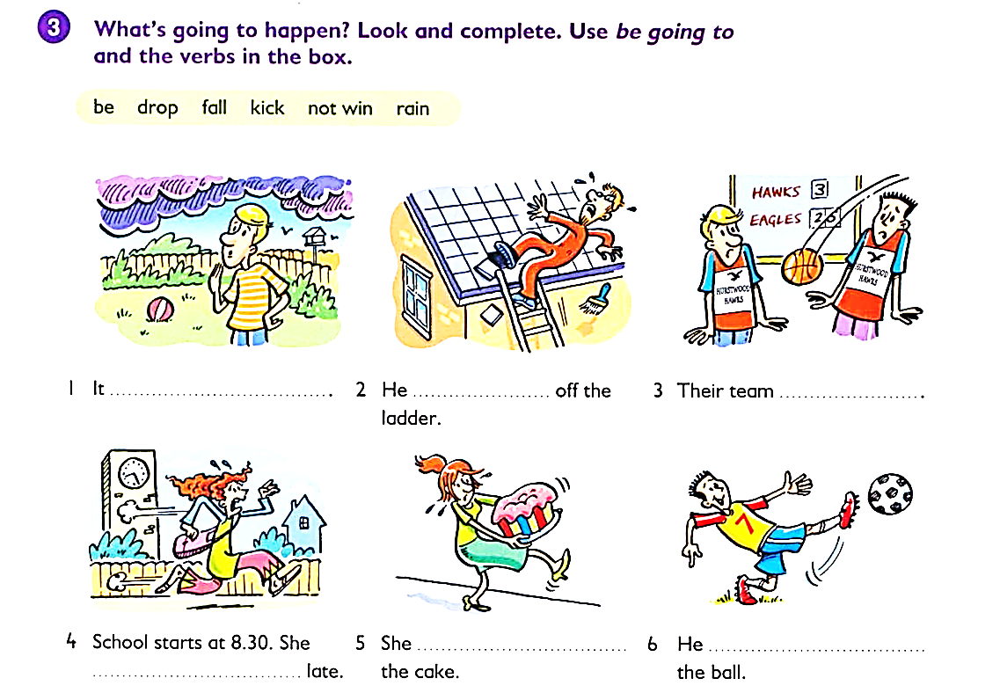 3 What's going to happen? Look and complete. Use be going to
and the verbs in the box.
be drop fall kick not win rain
HAWKS 3
EAGLES 26
HURSTWOOD
HAWKS
HURSTWOOD
HAWKS
1 It .................................... .
2 He ...................... off the
ladder.
3 Their team ....................... .
7
4 School starts at 8.30. She
.................................. late.
5 She ..................................
the cake.
6 He ...................................
the ball.